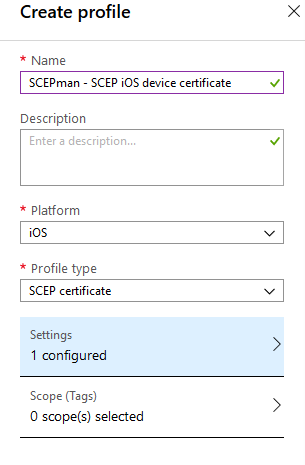 Create profile
* Name
SCEPman - SCEP iOS device certificate
Description
Enter a description...
* Platform
iOS
* Profile type
SCEP certificate
Settings
1 configured
Scope (Tags)
0 scope(s) selected